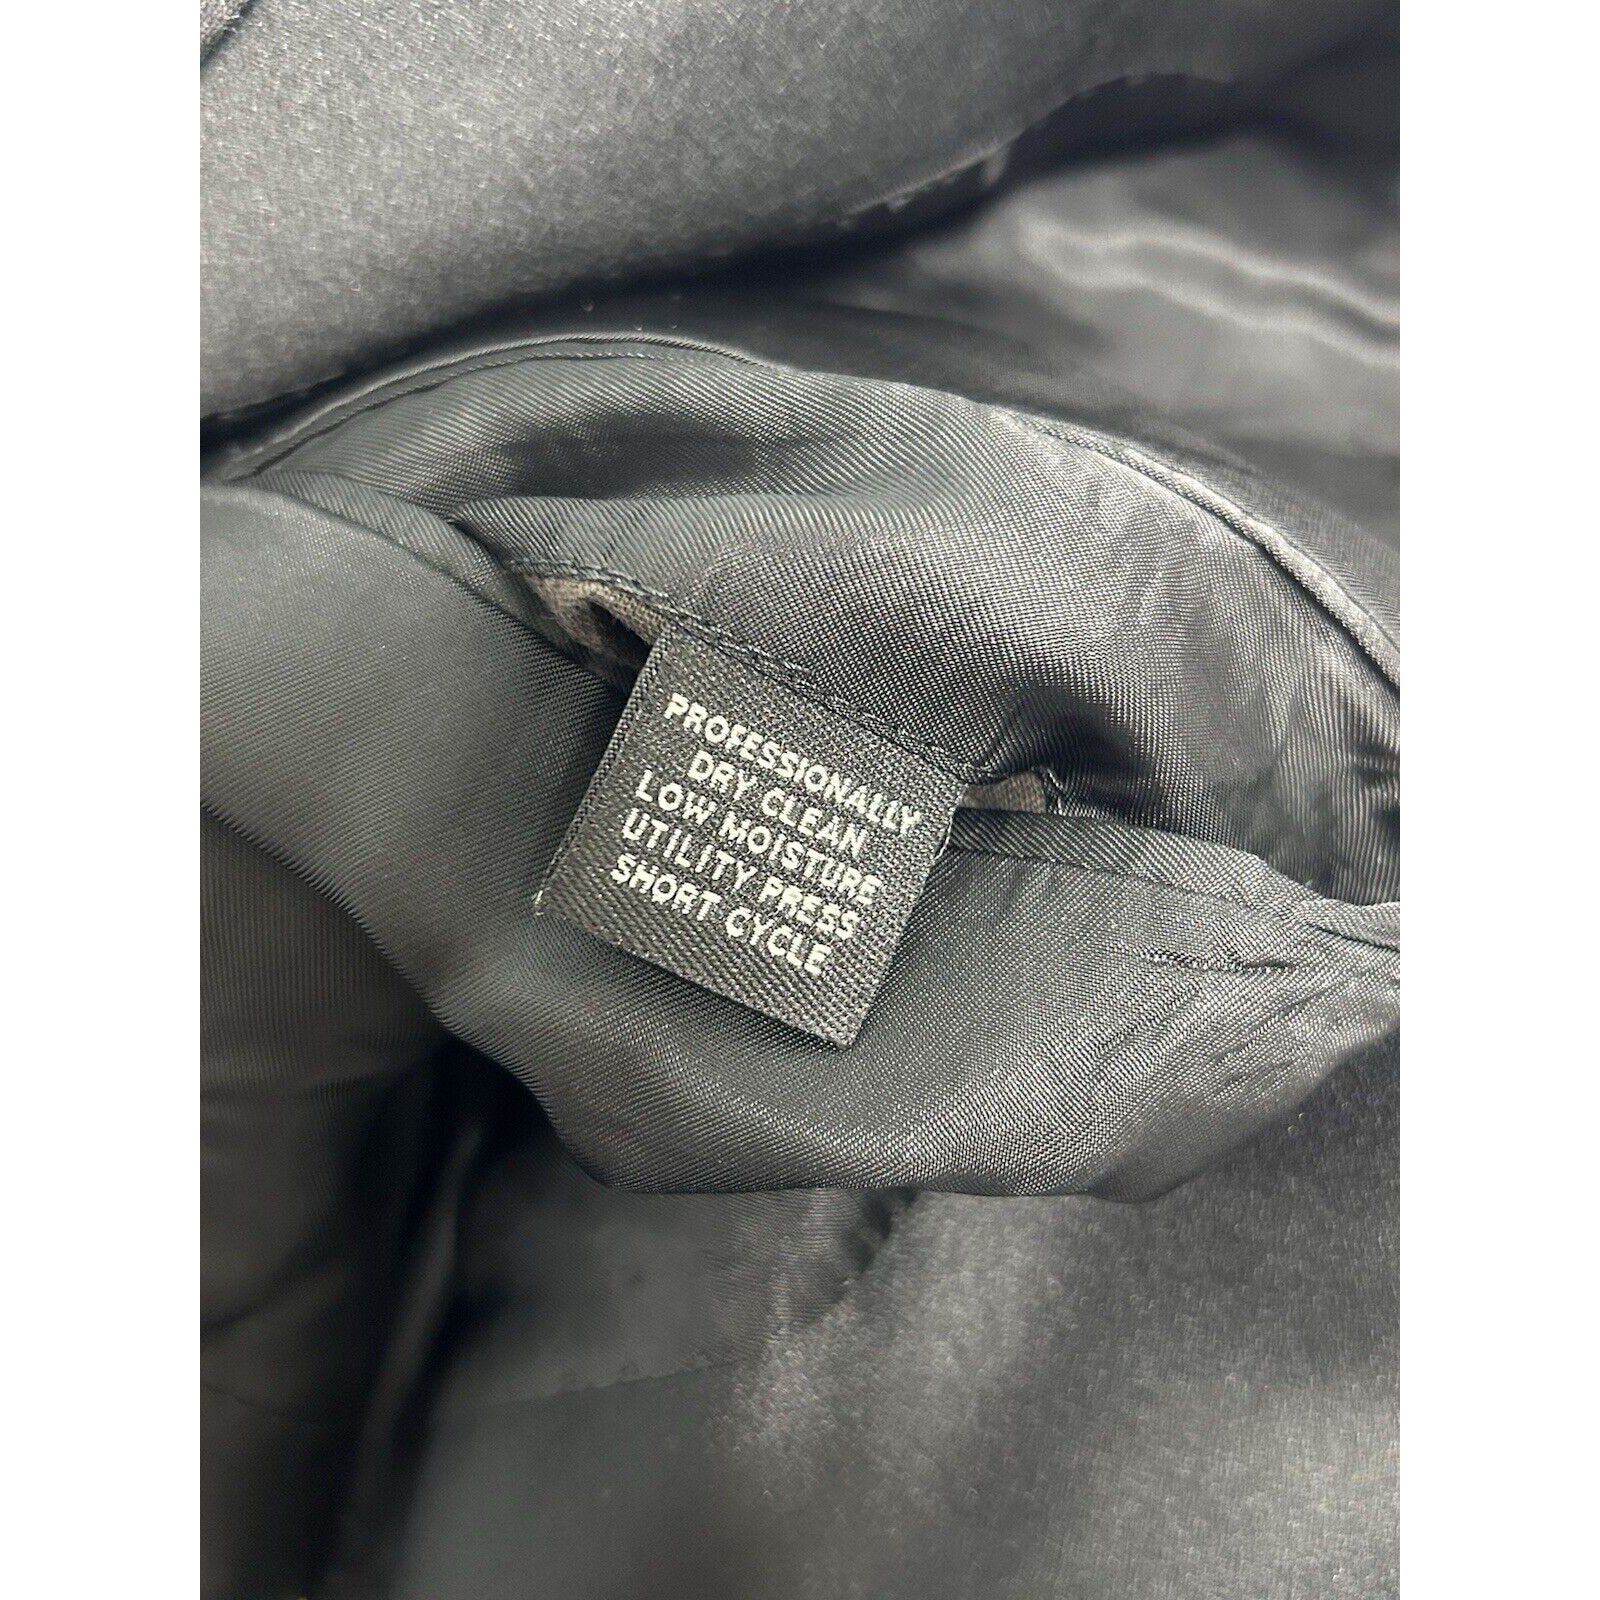 PROFESSIONALLY
DRY CLEAN
LOW MOISTURE
UTILITY PRESS
SHORT CYCLE